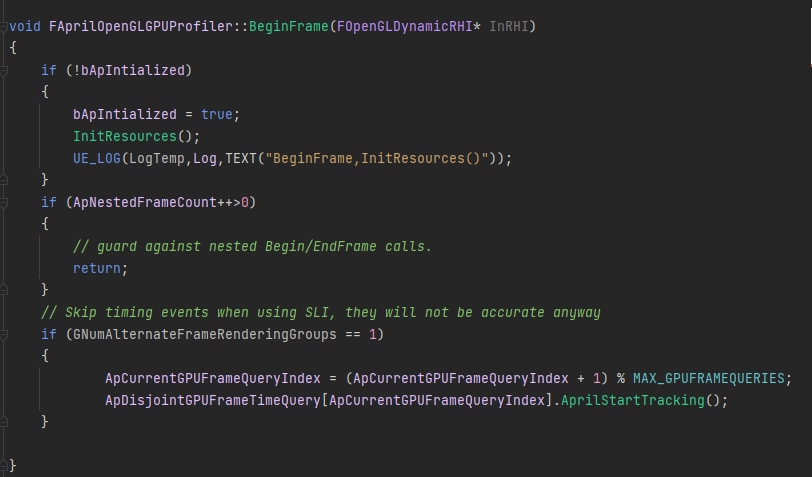 void FAprilOpenGLGPUProfiler::BeginFrame(FOpenGLDynamicRHI* InRHI)
{
    if (!bApIntialized)
    {
        bApIntialized = true;
        InitResources();
        UE_LOG(LogTemp,Log,TEXT("BeginFrame,InitResources()"));
    }
    if (ApNestedFrameCount++>0)
    {
        // guard against nested Begin/EndFrame calls.
        return;
    }
    // Skip timing events when using SLI, they will not be accurate anyway
    if (GNumAlternateFrameRenderingGroups == 1)
    {
            ApCurrentGPUFrameQueryIndex = (ApCurrentGPUFrameQueryIndex + 1) % MAX_GPUFRAMEQUERIES;
            ApDisjointGPUFrameTimeQuery[ApCurrentGPUFrameQueryIndex].AprilStartTracking();
    }
}